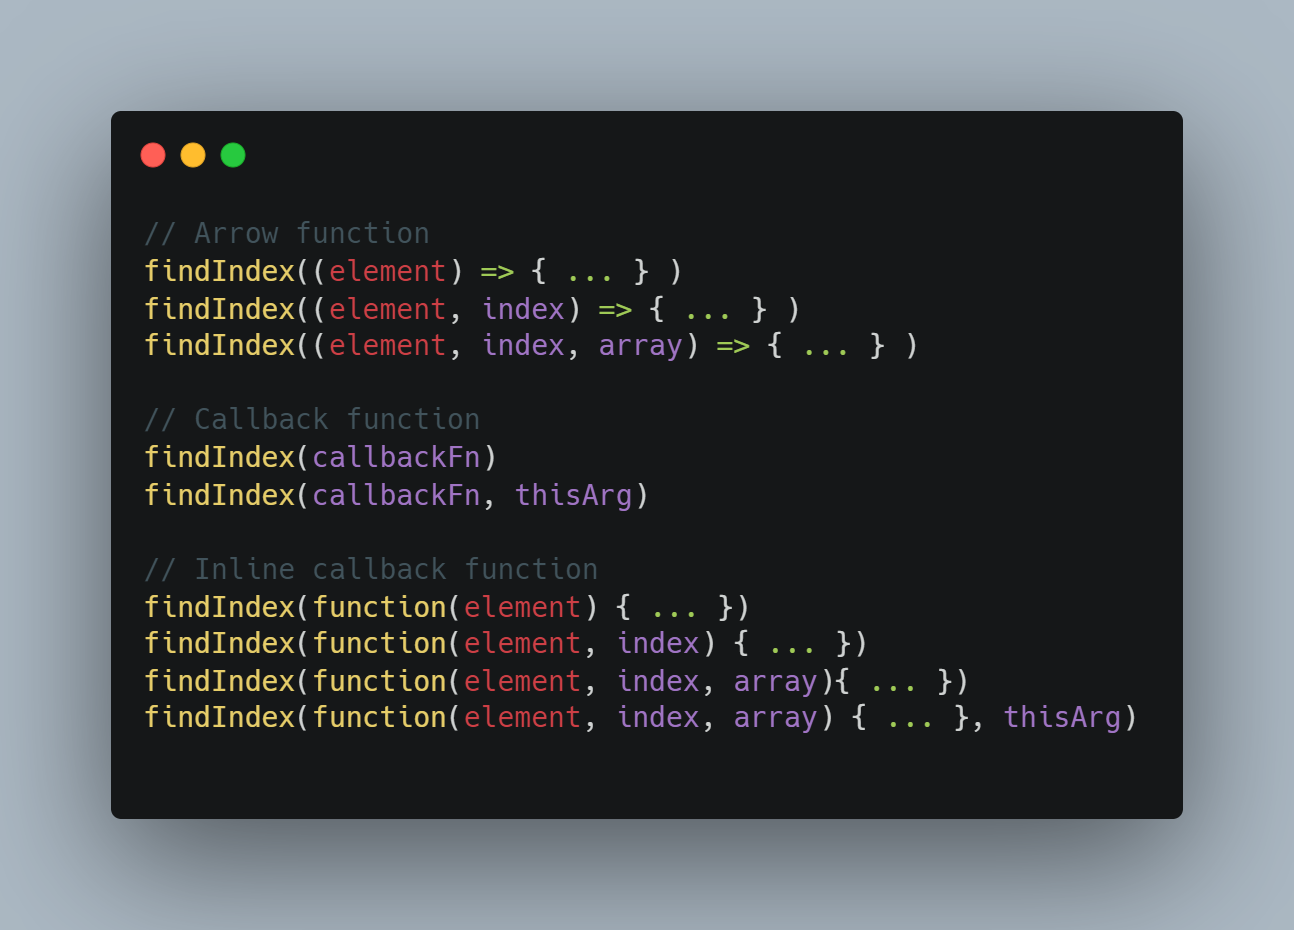 // Arrow function
findIndex((element) => { ... } )
findIndex((element, index) => { ... } )
findIndex((element, index, array) => { ... } )
// Callback function
findIndex(callbackFn)
findIndex(callbackFn, thisArg)
// Inline callback function
findIndex(function(element) { ... })
findIndex(function(element, index) { ... })
findIndex(function(element, index, array){ ... })
findIndex(function(element, index, array) { ... }, thisArg)